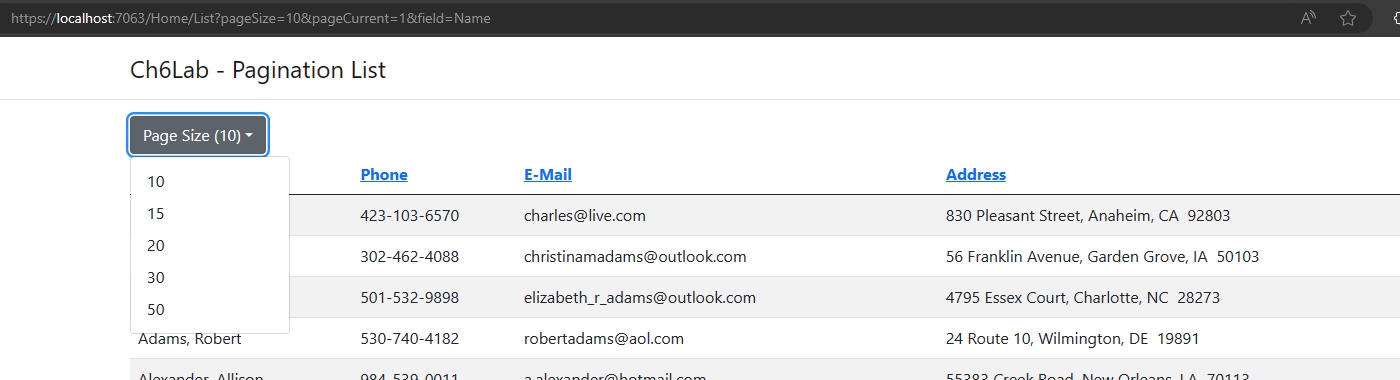 https://localhost:7063/Home/List?pageSize=10&pageCurrent=1&field=Name
Ch6Lab - Pagination List
Page Size (10)
10
15
20
30
50
Phone E-Mail Address
423-103-6570 charles@live.com 830 Pleasant Street, Anaheim, CA 92803
302-462-4088 christinamadams@outlook.com 56 Franklin Avenue, Garden Grove, IA 50103
501-532-9898 elizabeth_r_adams@outlook.com 4795 Essex Court, Charlotte, NC 28273
Adams, Robert 530-740-4182 robertadams@aol.com 24 Route 10, Wilmington, DE 19891
Alexander, Allison 984-539-0011 a.alexander@hotmail.com 55383 Creek Road, New Orleans, LA 70113